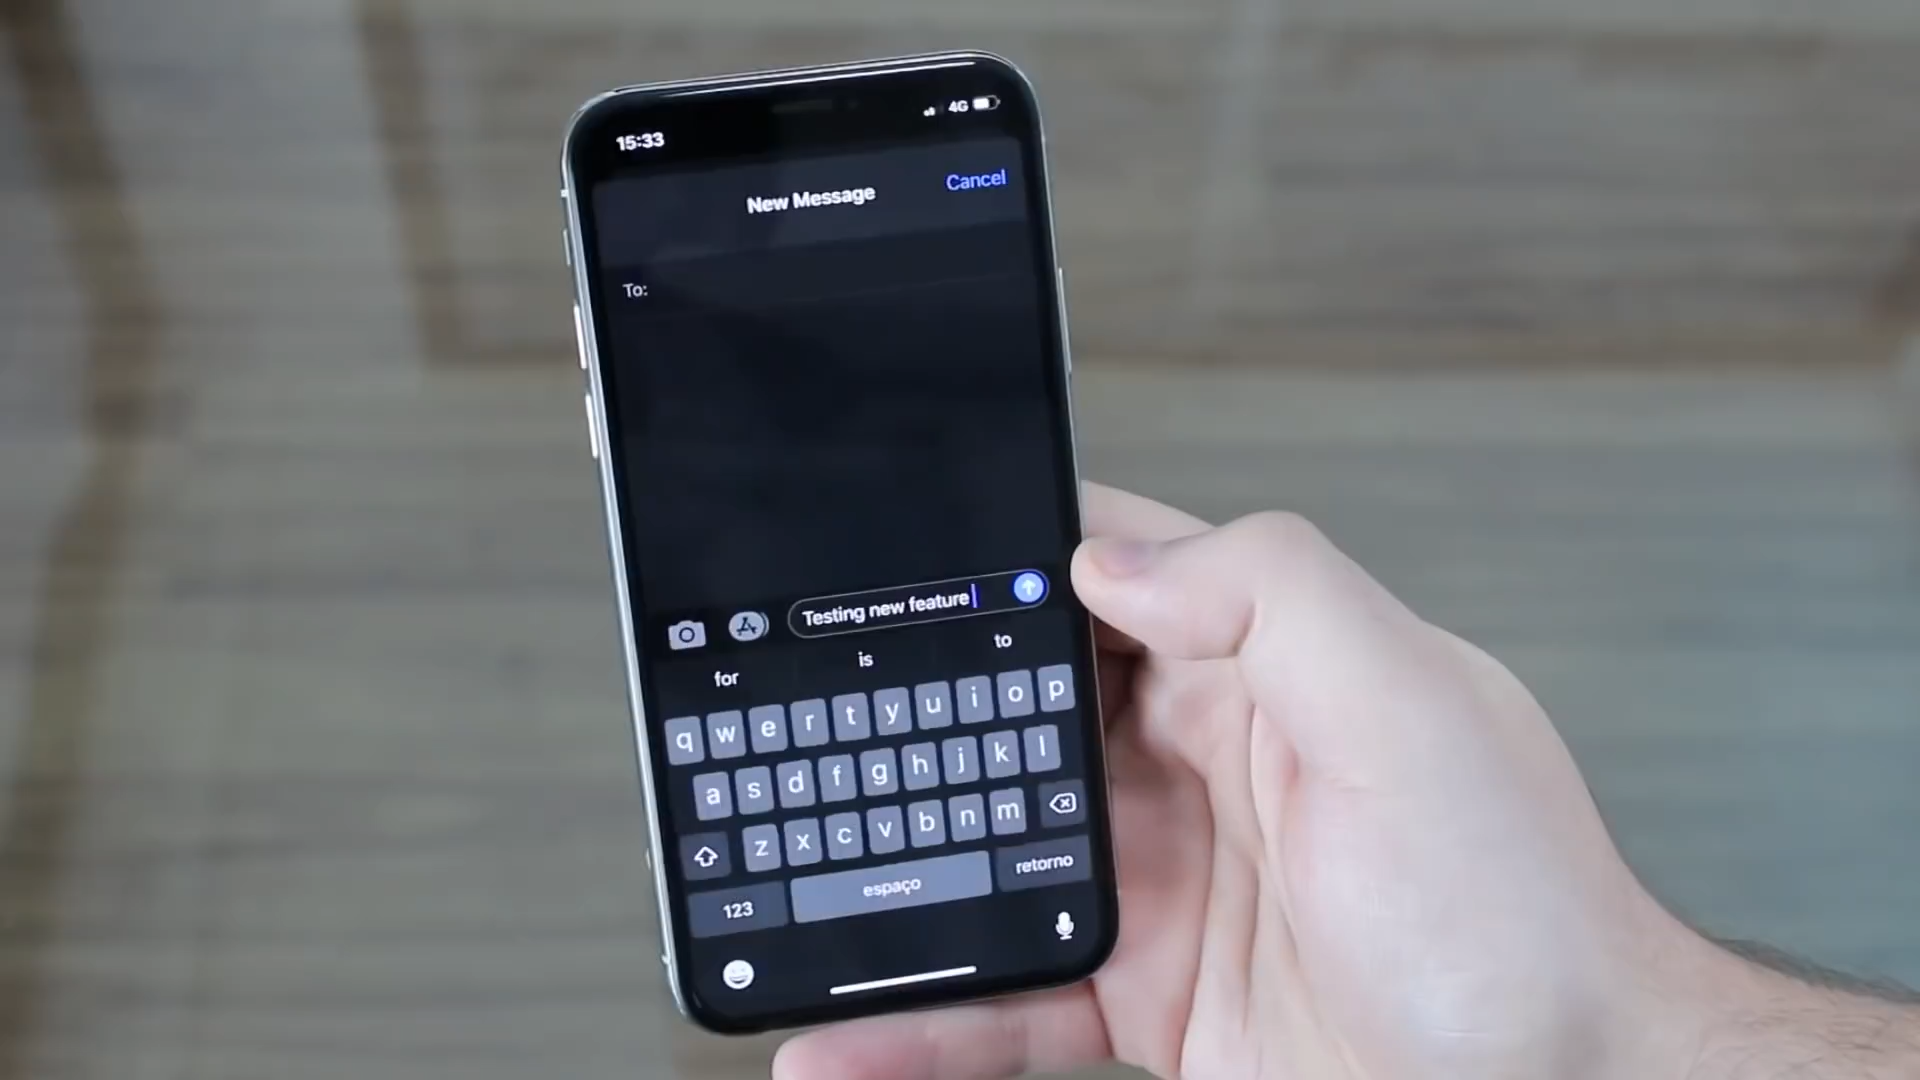 15:33 4G
New Message Cancel
To:
Testing new feature
for is to
q w e r t y u i o p
a s d f g h j k l
z x c v b n m
123 espaço retorno